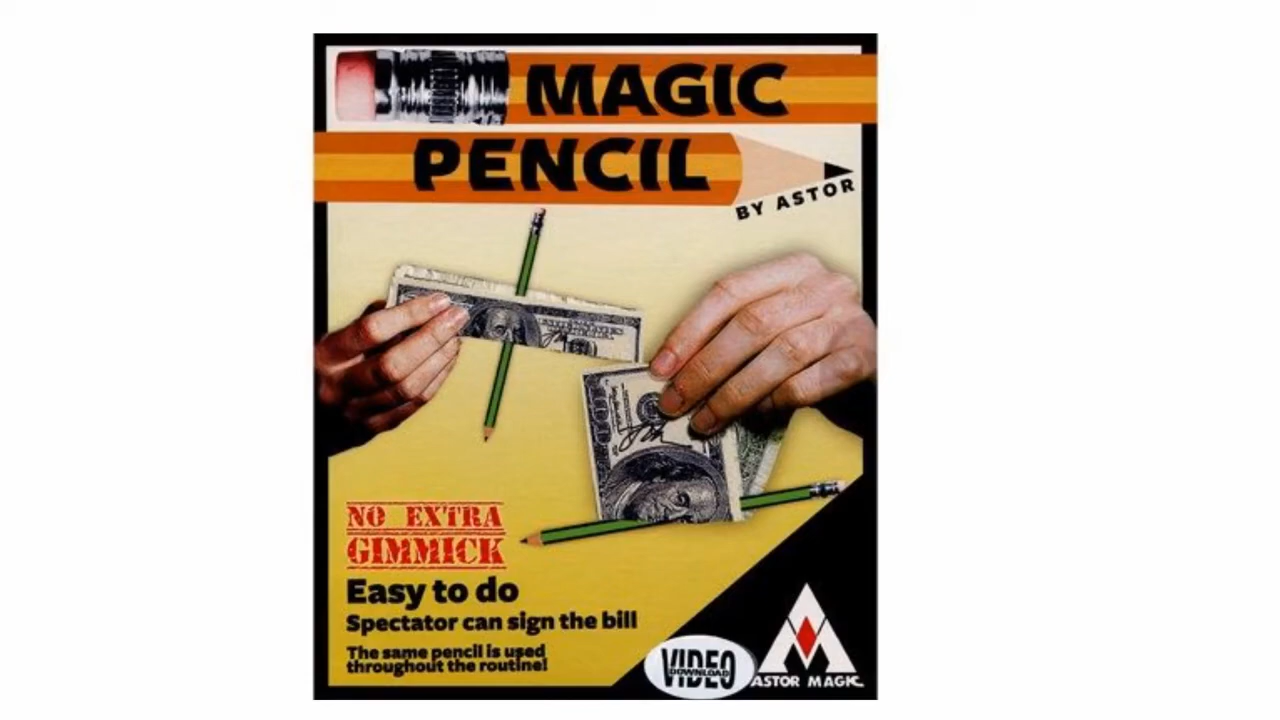 MAGIC
PENCIL
BY ASTOR
NO EXTRA
GIMMICK
Easy to do
Spectator can sign the bill
The same pencil is used
throughout the routine!
VIDEO
DOWNLOAD
ASTOR MAGIC